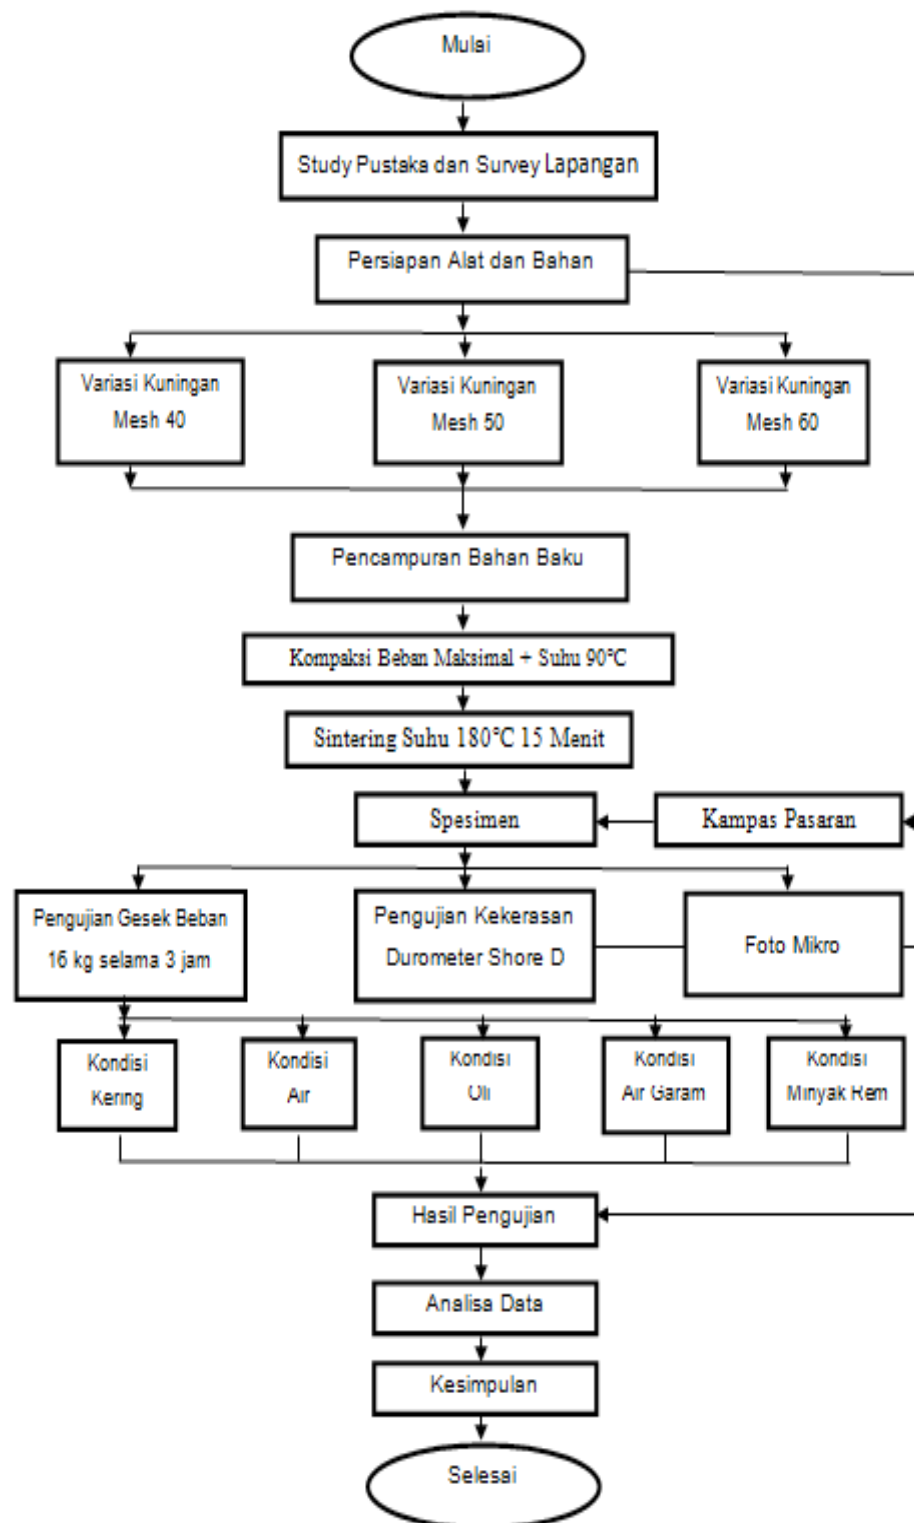 Mulai
Study Pustaka dan Survey Lapangan
Persiapan Alat dan Bahan
Variasi Kuningan
Mesh 40
Variasi Kuningan
Mesh 50
Variasi Kuningan
Mesh 60
Pencampuran Bahan Baku
Kompaksi Beban Maksimal + Suhu 90°C
Sintering Suhu 180°C 15 Menit
Spesimen
Kampas Pasaran
Pengujian Gesek Beban
16 kg selama 3 jam
Pengujian Kekerasan
Durometer Shore D
Foto Mikro
Kondisi
Kering
Kondisi
Air
Kondisi
Oli
Kondisi
Air Garam
Kondisi
Minyak Rem
Hasil Pengujian
Analisa Data
Kesimpulan
Selesai